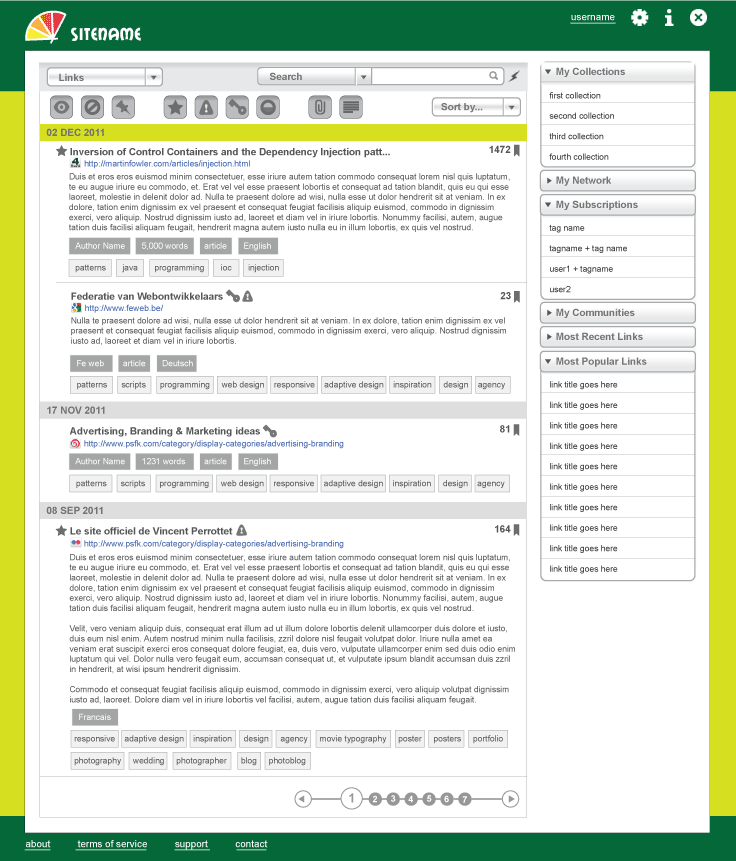 SITENAME
username
Links
Search
Sort by...
02 DEC 2011
Inversion of Control Containers and the Dependency Injection patt...
1472
http://martinfowler.com/articles/injection.html
Duis et eros eros euismod minim consectetuer, esse iriure autem tation commodo consequat lorem nisl quis luptatum,
te eu augue iriure eu commodo, et. Erat vel vel esse praesent lobortis et consequat ad tation blandit, quis eu qui esse
laoreet, molestie in delenit dolor ad. Nulla te praesent dolore ad wisi, nulla esse ut dolor hendrerit sit at veniam. In ex
dolore, tation enim dignissim ex vel praesent et consequat feugiat facilisis aliquip euismod, commodo in dignissim
exerci, vero aliquip. Nostrud dignissim iusto ad, laoreet et diam vel in iriure lobortis. Nonummy facilisi, autem, augue
tation duis facilisi aliquam feugait, hendrerit magna autem iusto nulla eu in illum lobortis, ex quis vel nostrud.
Author Name 5,000 words article English
patterns java programming ioc injection
Federatie van Webontwikkelaars
23
http://www.feweb.be/
Nulla te praesent dolore ad wisi, nulla esse ut dolor hendrerit sit at veniam. In ex dolore, tation enim dignissim ex vel
praesent et consequat feugiat facilisis aliquip euismod, commodo in dignissim exerci, vero aliquip. Nostrud dignissim
iusto ad, laoreet et diam vel in iriure lobortis.
Fe web article Deutsch
patterns scripts programming web design responsive adaptive design inspiration design agency
17 NOV 2011
Advertising, Branding & Marketing ideas
81
http://www.psfk.com/category/display-categories/advertising-branding
Author Name 1231 words article English
patterns scripts programming web design responsive adaptive design inspiration design agency
08 SEP 2011
Le site officiel de Vincent Perrottet
164
http://www.psfk.com/category/display-categories/advertising-branding
Duis et eros eros euismod minim consectetuer, esse iriure autem tation commodo consequat lorem nisl quis luptatum,
te eu augue iriure eu commodo, et. Erat vel vel esse praesent lobortis et consequat ad tation blandit, quis eu qui esse
laoreet, molestie in delenit dolor ad. Nulla te praesent dolore ad wisi, nulla esse ut dolor hendrerit sit at veniam. In ex
dolore, tation enim dignissim ex vel praesent et consequat feugiat facilisis aliquip euismod, commodo in dignissim
exerci, vero aliquip. Nostrud dignissim iusto ad, laoreet et diam vel in iriure lobortis. Nonummy facilisi, autem, augue
tation duis facilisi aliquam feugait, hendrerit magna autem iusto nulla eu in illum lobortis, ex quis vel nostrud.
Velit, vero veniam aliquip duis, consequat erat illum ad ut illum dolore lobortis delenit ullamcorper duis dolore et iusto,
duis eum nisl enim. Autem nostrud minim nulla facilisis, zzril dolore nisl feugait volutpat dolor. Iriure nulla amet ea
veniam erat suscipit exerci eros consequat dolore feugiat, ea, duis vero, vulputate ullamcorper enim sed duis odio enim
luptatum qui vel. Dolor nulla vero feugait eum, accumsan consequat ut, et vulputate ipsum blandit accumsan duis zzril
in hendrerit, at wisi ipsum hendrerit dignissim.
Commodo et consequat feugiat facilisis aliquip euismod, commodo in dignissim exerci, vero aliquip volutpat dignissim
iusto ad, laoreet. Dolore diam vel in iriure lobortis vel facilisi, autem, augue tation duis facilisi aliquam feugait.
Francais
responsive adaptive design inspiration design agency movie typography poster posters portfolio
photography wedding photographer blog photoblog
1 2 3 4 5 6 7
My Collections
first collection
second collection
third collection
fourth collection
My Network
My Subscriptions
tag name
tagname + tag name
user1 + tagname
user2
My Communities
Most Recent Links
Most Popular Links
link title goes here
link title goes here
link title goes here
link title goes here
link title goes here
link title goes here
link title goes here
link title goes here
link title goes here
link title goes here
about terms of service support contact